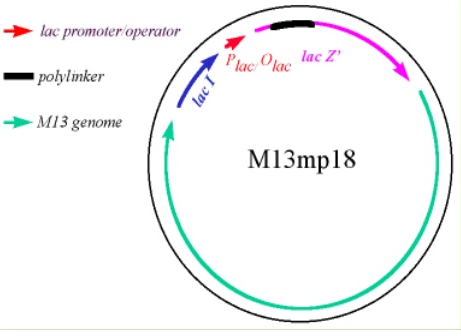 lac promoter/operator
polylinker
M13 genome
lac I
Plac/Olac
lac Z'
M13mp18